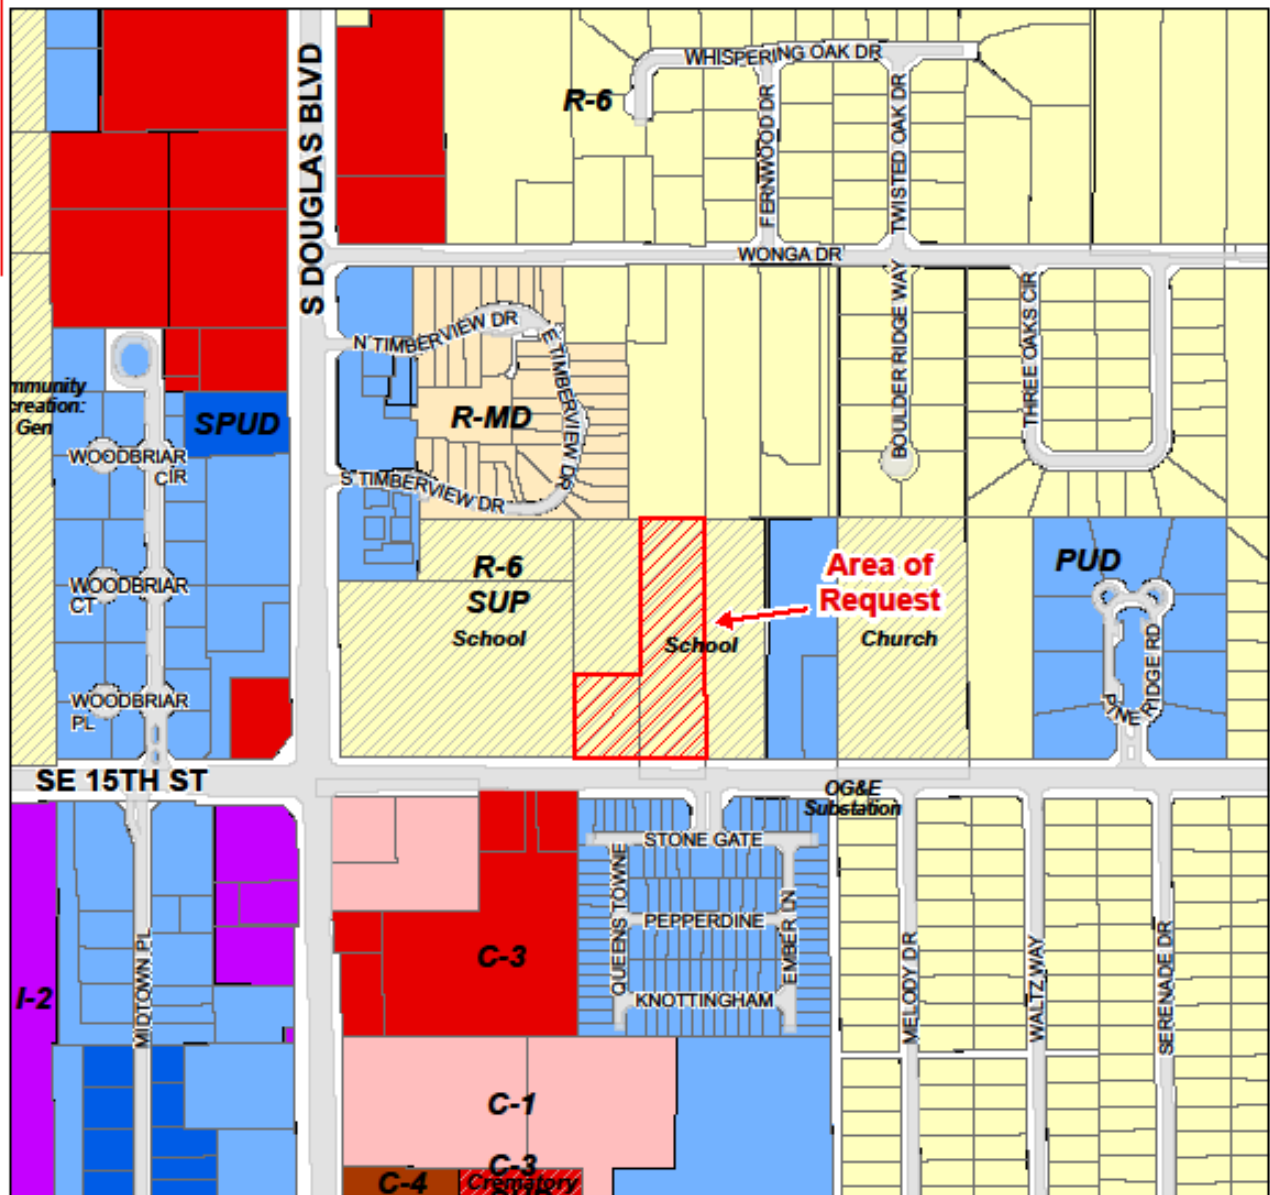 WHISPERING OAK DR
R-6
S DOUGLAS BLVD
FERNWOOD DR
TWISTED OAK DR
WONGA DR
N TIMBERVIEW DR
E TIMBERVIEW DR
BOULDER RIDGE WAY
THREE OAKS CIR
mmunity
creation:
Gen
SPUD
R-MD
WOODBRIAR
CIR
S TIMBERVIEW DR
R-6
SUP
School
Area of
Request
School
Church
PUD
WOODBRIAR
CT
PINE RIDGE RD
WOODBRIAR
PL
SE 15TH ST
OG&E
Substation
STONE GATE
QUEENS TOWNE
PEPPERDINE
EMBER LN
KNOTTINGHAM
C-3
I-2
MIDTOWN PL
MELODY DR
WALTZ WAY
SERENADE DR
C-1
C-3
C-4
Crematory